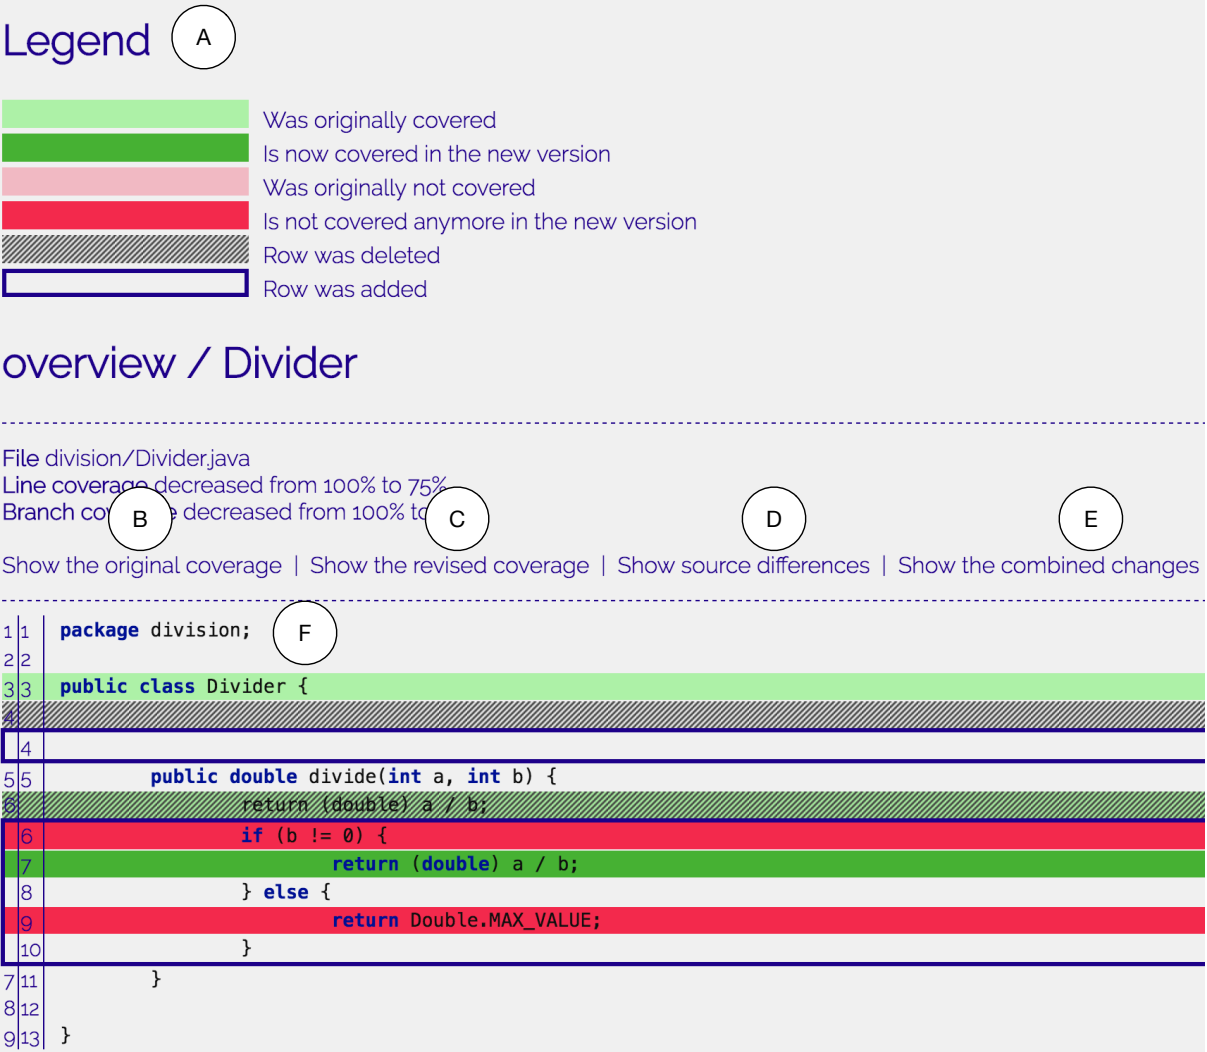 Legend A
Was originally covered
Is now covered in the new version
Was originally not covered
Is not covered anymore in the new version
Row was deleted
Row was added
overview / Divider
File division/Divider.java
Line coverage decreased from 100% to 75%
Branch decreased from 100% to
B C D E
Show the original coverage | Show the revised coverage | Show source differences | Show the combined changes
1 1 package division; F
2 2
3 3 public class Divider {
4
4
5 5 public double divide(int a, int b) {
6 return (double) a / b;
6 if (b != 0) {
7 return (double) a / b;
8 } else {
9 return Double.MAX_VALUE;
10 }
7 11 }
8 12
9 13 }